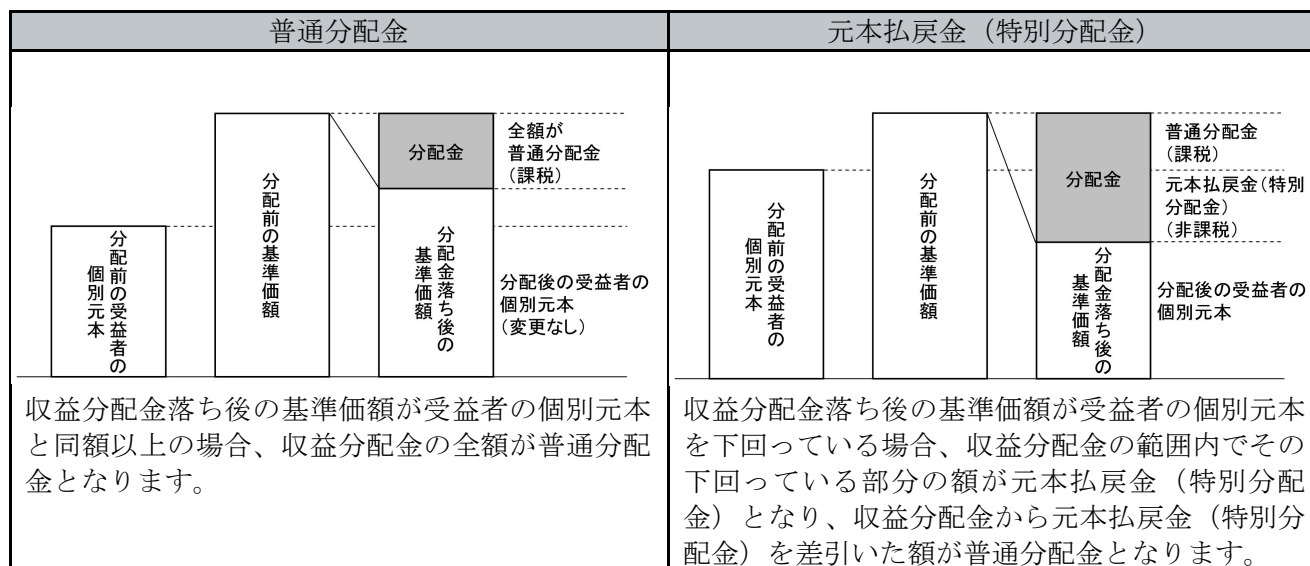 普通分配金
分配前の受益者の
個別元本
分配前の基準価額
分配金
分配金落ち後の
基準価額
全額が
普通分配金
(課税)
分配後の受益者の
個別元本
(変更なし)
収益分配金落ち後の基準価額が受益者の個別元本
と同額以上の場合、収益分配金の全額が普通分配
金となります。
元本払戻金（特別分配金）
分配前の受益者の
個別元本
分配前の基準価額
分配金
分配金落ち後の
基準価額
普通分配金
(課税)
元本払戻金(特別
分配金)
(非課税)
分配後の受益者の
個別元本
収益分配金落ち後の基準価額が受益者の個別元本
を下回っている場合、収益分配金の範囲内でその
下回っている部分の額が元本払戻金（特別分配
金）となり、収益分配金から元本払戻金（特別分
配金）を差引いた額が普通分配金となります。